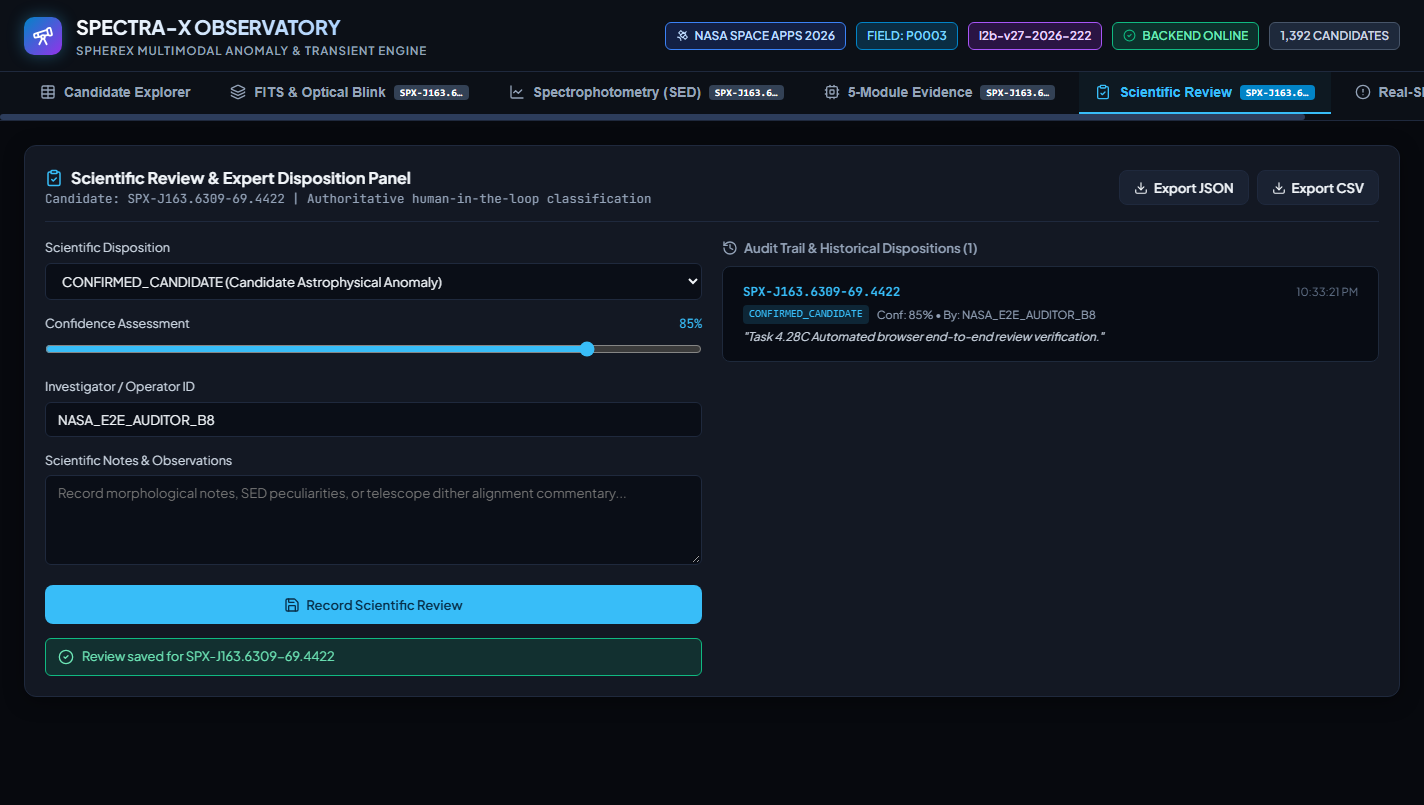 SPECTRA-X OBSERVATORY
SPHEREX MULTIMODAL ANOMALY & TRANSIENT ENGINE
NASA SPACE APPS 2026
FIELD: P0003
l2b-v27-2026-222
BACKEND ONLINE
1,392 CANDIDATES
Candidate Explorer
FITS & Optical Blink SPX-J163.6…
Spectrophotometry (SED) SPX-J163.6…
5-Module Evidence SPX-J163.6…
Scientific Review SPX-J163.6…
Scientific Review & Expert Disposition Panel
Candidate: SPX-J163.6309-69.4422 | Authoritative human-in-the-loop classification
Export JSON
Export CSV
Scientific Disposition
CONFIRMED_CANDIDATE (Candidate Astrophysical Anomaly)
Confidence Assessment 85%
Investigator / Operator ID
NASA_E2E_AUDITOR_B8
Scientific Notes & Observations
Record morphological notes, SED peculiarities, or telescope dither alignment commentary...
Record Scientific Review
Review saved for SPX-J163.6309-69.4422
Audit Trail & Historical Dispositions (1)
SPX-J163.6309-69.4422 10:33:21 PM
CONFIRMED_CANDIDATE Conf: 85% • By: NASA_E2E_AUDITOR_B8
"Task 4.28C Automated browser end-to-end review verification."